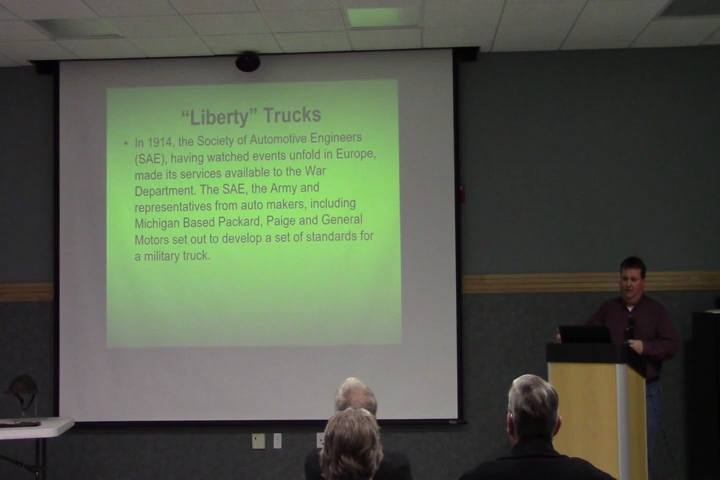 “Liberty” Trucks
• In 1914, the Society of Automotive Engineers
(SAE), having watched events unfold in Europe,
made its services available to the War
Department. The SAE, the Army and
representatives from auto makers, including
Michigan Based Packard, Paige and General
Motors set out to develop a set of standards for
a military truck.